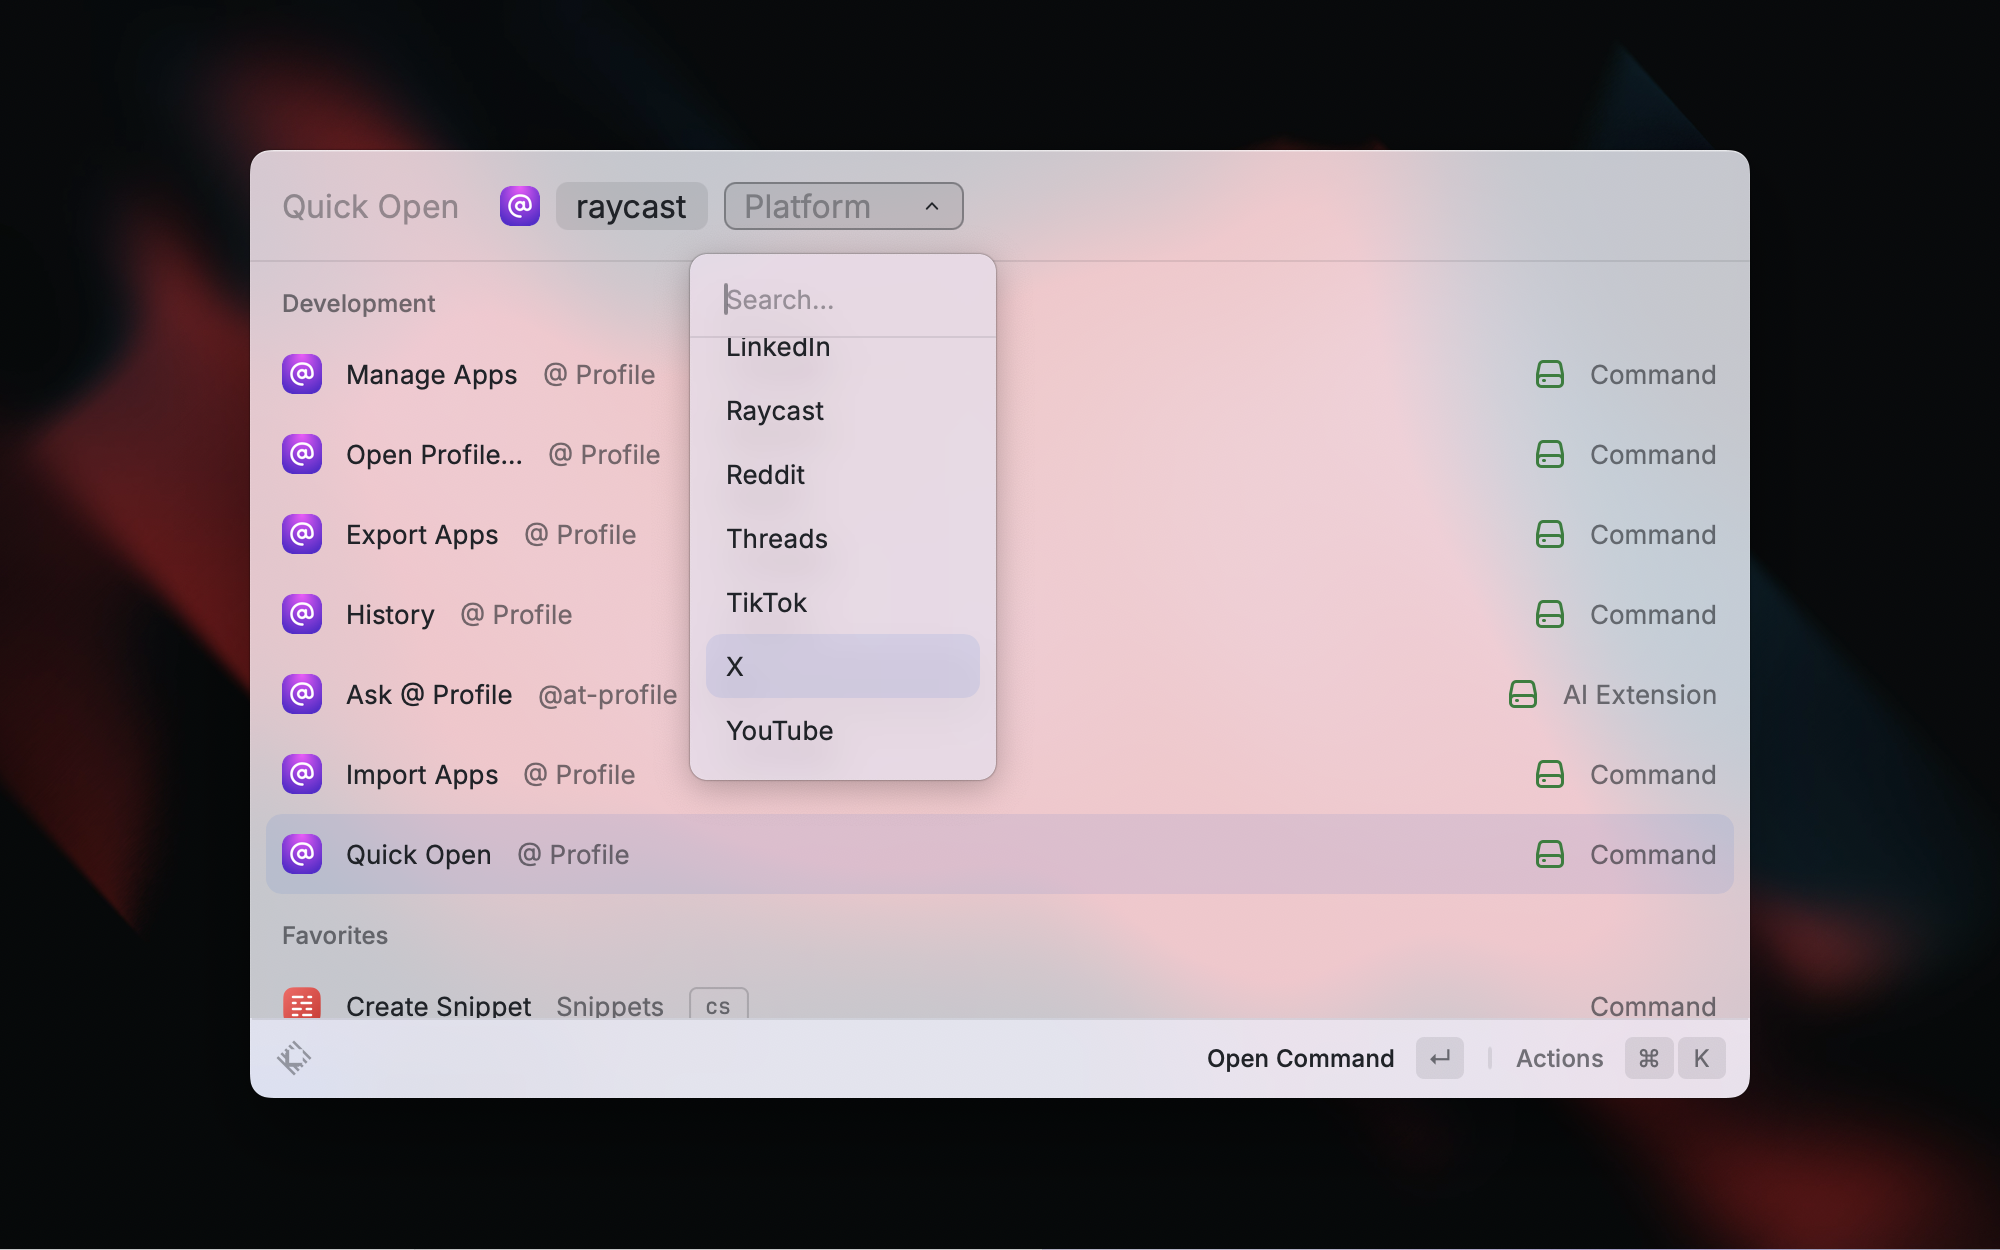 Quick Open @ raycast Platform
Search...
LinkedIn
Raycast
Reddit
Threads
TikTok
X
YouTube
Development
Manage Apps @ Profile Command
Open Profile... @ Profile Command
Export Apps @ Profile Command
History @ Profile Command
Ask @ Profile @at-profile AI Extension
Import Apps @ Profile Command
Quick Open @ Profile Command
Favorites
Create Snippet Snippets cs Command
Open Command ↵ Actions ⌘ K